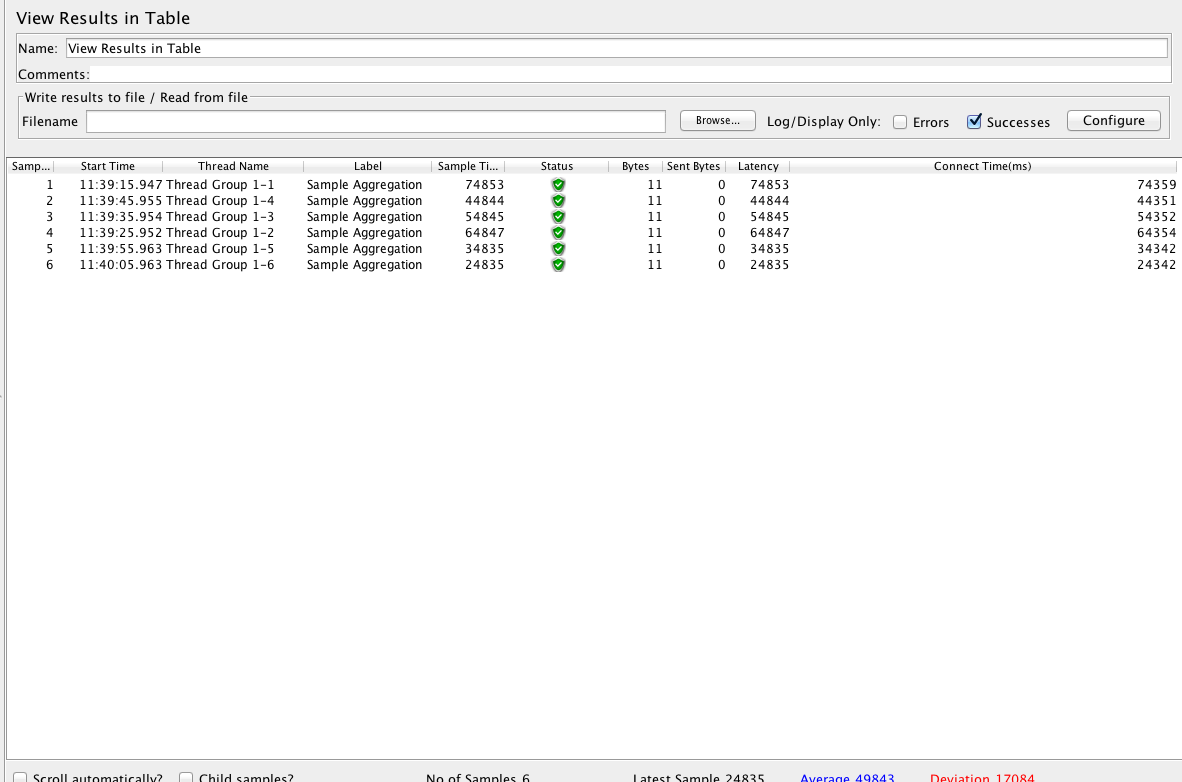 View Results in Table
Name: View Results in Table
Comments:
Write results to file / Read from file
Filename Browse... Log/Display Only: Errors Successes Configure
Samp... Start Time Thread Name Label Sample Ti... Status Bytes Sent Bytes Latency Connect Time(ms)
1 11:39:15.947 Thread Group 1-1 Sample Aggregation 74853 11 0 74853 74359
2 11:39:45.955 Thread Group 1-4 Sample Aggregation 44844 11 0 44844 44351
3 11:39:35.954 Thread Group 1-3 Sample Aggregation 54845 11 0 54845 54352
4 11:39:25.952 Thread Group 1-2 Sample Aggregation 64847 11 0 64847 64354
5 11:39:55.963 Thread Group 1-5 Sample Aggregation 34835 11 0 34835 34342
6 11:40:05.963 Thread Group 1-6 Sample Aggregation 24835 11 0 24835 24342
Scroll automatically? Child samples? No of Samples 6 Latest Sample 24835 Average 49843 Deviation 17084